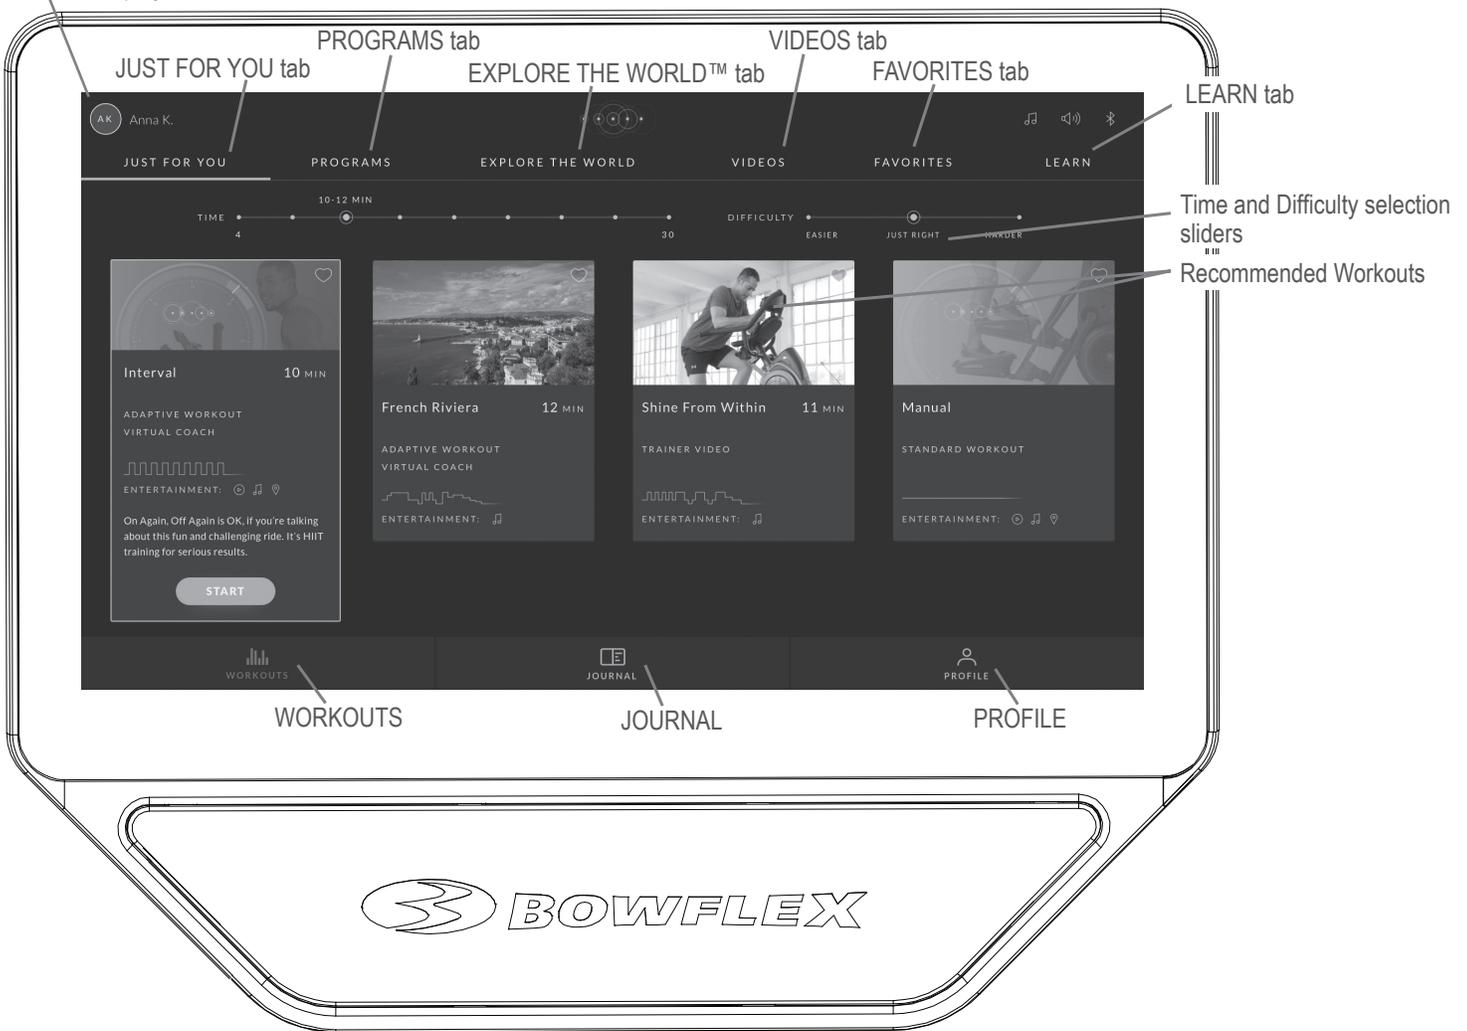 PROGRAMS tab
VIDEOS tab
JUST FOR YOU tab
EXPLORE THE WORLD™ tab
FAVORITES tab
LEARN tab
AK
Anna K.
JUST FOR YOU
PROGRAMS
EXPLORE THE WORLD
VIDEOS
FAVORITES
LEARN
10-12 MIN
TIME
4
30
DIFFICULTY
EASIER
JUST RIGHT
HARDER
Time and Difficulty selection
sliders
Recommended Workouts
Interval 10 MIN
ADAPTIVE WORKOUT
VIRTUAL COACH
ENTERTAINMENT:
On Again, Off Again is OK, if you're talking
about this fun and challenging ride. It's HIIT
training for serious results.
START
French Riviera 12 MIN
ADAPTIVE WORKOUT
VIRTUAL COACH
ENTERTAINMENT:
Shine From Within 11 MIN
TRAINER VIDEO
ENTERTAINMENT:
Manual
STANDARD WORKOUT
ENTERTAINMENT:
WORKOUTS
JOURNAL
PROFILE
WORKOUTS
JOURNAL
PROFILE
BOWFLEX